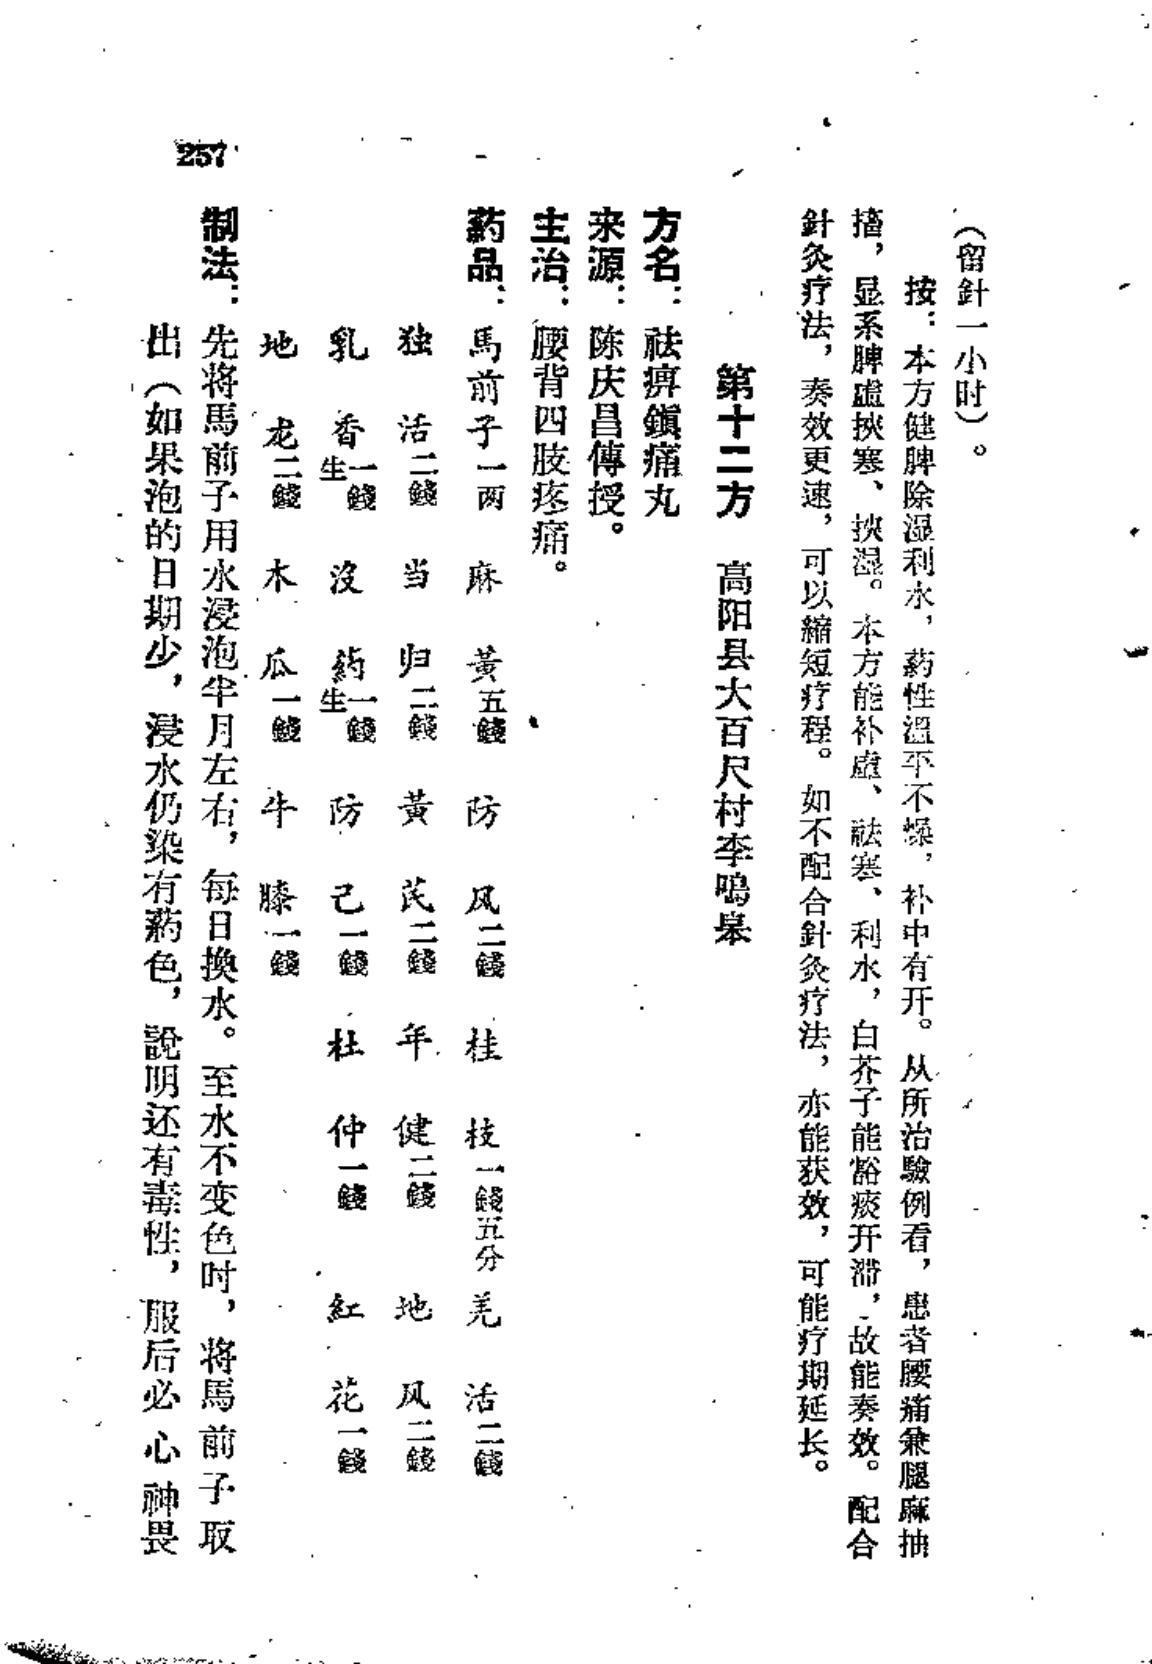 （留針一小时）。
按：本方健脾除湿利水，葯性溫平不燥，补中有开。从所治驗例看，患者腰痛兼腿麻抽
搐，显系脾虛挾寒、挾濕。本方能补虛、祛寒、利水，白芥子能豁痰开滞，故能奏效。配合
針灸疗法，奏效更速，可以縮短疗程。如不配合針灸疗法，亦能获效，可能疗期延长。
第十二方　高阳县大百尺村李鳴皋
方名：祛痹鎭痛丸
来源：陈庆昌傳授。
主治：腰背四肢疼痛。
葯品：馬前子一两　麻黃五錢　防风二錢　桂枝一錢五分　羌活二錢
独活二錢　当归二錢　黃芪二錢　年健二錢　地风二錢
乳香生一錢　沒葯生一錢　防己一錢　杜仲一錢　紅花一錢
地龙二錢　木瓜一錢　牛膝一錢
制法：先将馬前子用水浸泡半月左右，每日換水。至水不变色时，将馬前子取
出（如果泡的日期少，浸水仍染有葯色，說明还有毒性，服后必心神畏
257